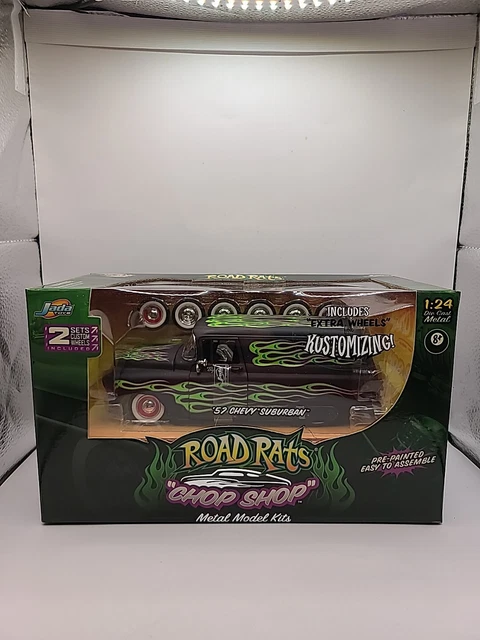 ROAD RATS
Jada
TOYS
1:24
Die Cast
Metal
8+
2 SETS
CUSTOM
WHEELS
INCLUDED
INCLUDES
"EXTRA WHEELS"
KUSTOMIZING!
'57 CHEVY SUBURBAN
ROAD RATS
"CHOP SHOP"
Metal Model Kits
PRE-PAINTED
EASY TO ASSEMBLE